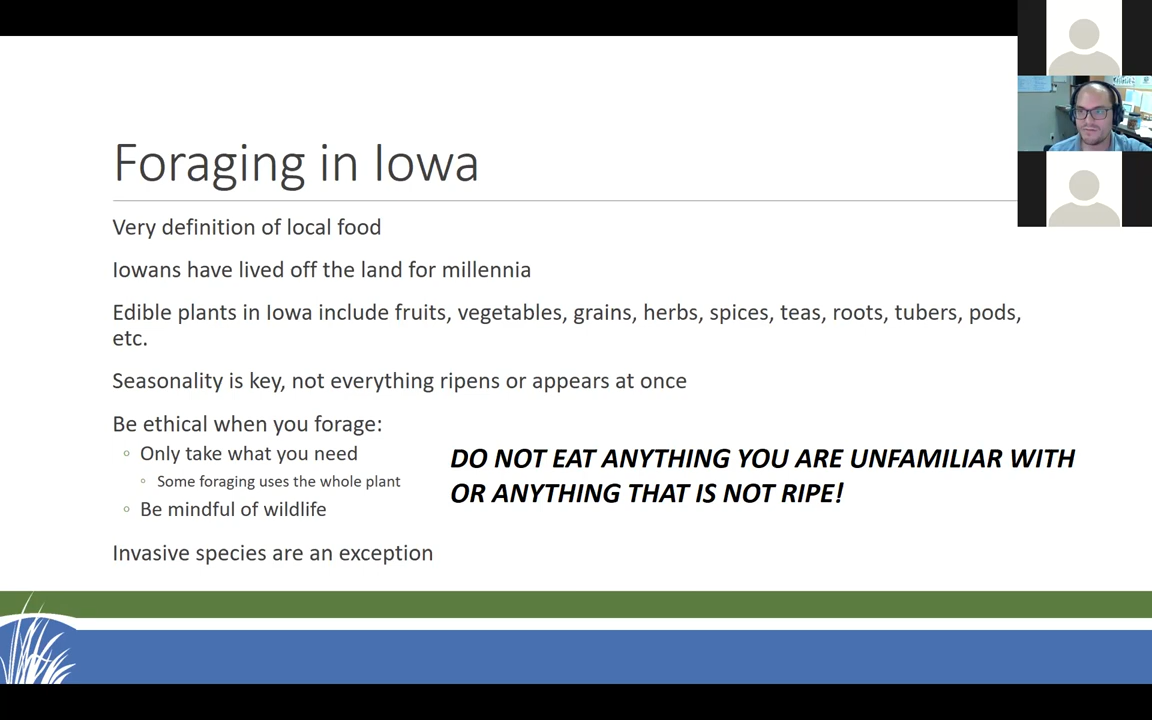 Foraging in Iowa
Very definition of local food
Iowans have lived off the land for millennia
Edible plants in Iowa include fruits, vegetables, grains, herbs, spices, teas, roots, tubers, pods,
etc.
Seasonality is key, not everything ripens or appears at once
Be ethical when you forage:
Only take what you need
Some foraging uses the whole plant
Be mindful of wildlife
DO NOT EAT ANYTHING YOU ARE UNFAMILIAR WITH
OR ANYTHING THAT IS NOT RIPE!
Invasive species are an exception